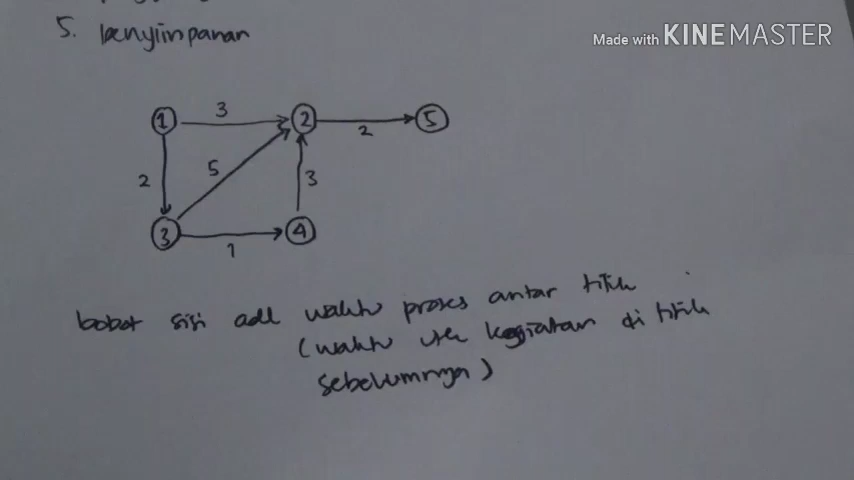 5. penyimpanan
Made with KINEMASTER
1 3 2 2 5
2 5 3
3 1 4
bobot sisi adl waktu proses antar titik
(waktu utk kegiatan di titik
sebelumnya)